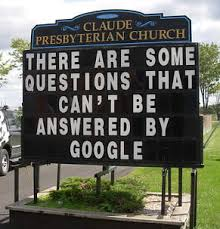 CLAUDE
PRESBYTERIAN CHURCH
THERE ARE SOME
QUESTIONS THAT
CAN'T BE
ANSWERED BY
GOOGLE